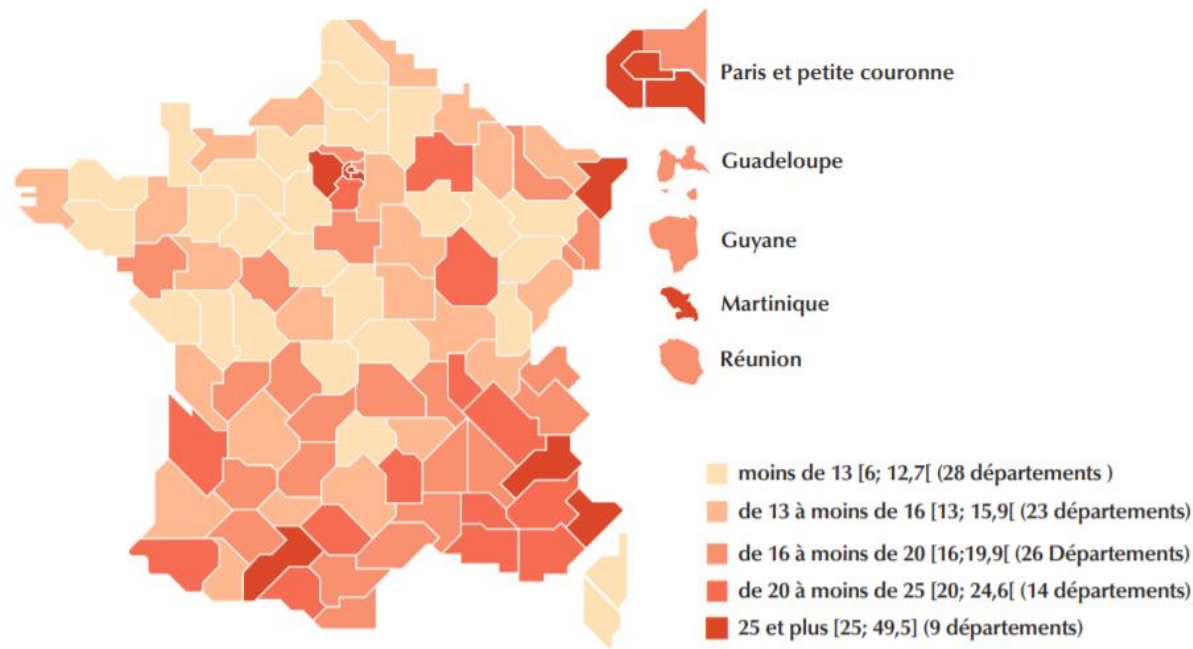 Paris et petite couronne
Guadeloupe
Guyane
Martinique
Réunion
moins de 13 [6; 12,7[ (28 départements )
de 13 à moins de 16 [13; 15,9[ (23 départements)
de 16 à moins de 20 [16;19,9[ (26 Départements)
de 20 à moins de 25 [20; 24,6[ (14 départements)
25 et plus [25; 49,5] (9 départements)